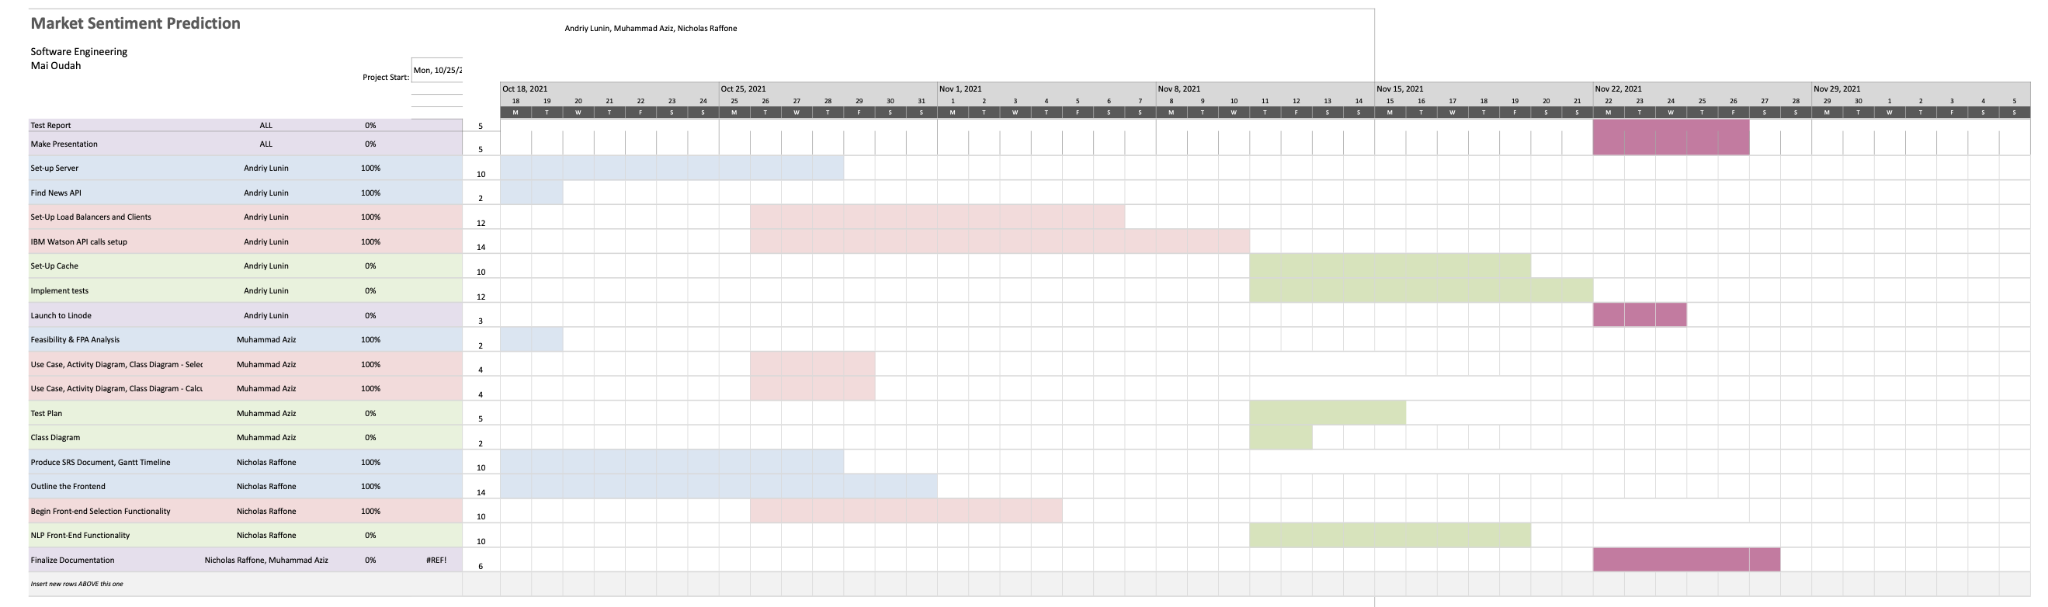 Market Sentiment Prediction
Andriy Lunin, Muhammad Aziz, Nicholas Raffone
Software Engineering
Mai Oudah
Project Start: Mon, 10/25/2
Oct 18, 2021 Oct 25, 2021 Nov 1, 2021 Nov 8, 2021 Nov 15, 2021 Nov 22, 2021 Nov 29, 2021
18 19 20 21 22 23 24 25 26 27 28 29 30 31 1 2 3 4 5 6 7 8 9 10 11 12 13 14 15 16 17 18 19 20 21 22 23 24 25 26 27 28 29 30 1 2 3 4 5
M T W T F S S M T W T F S S M T W T F S S M T W T F S S M T W T F S S M T W T F S S M T W T F S S
Test Report ALL 0% 5
Make Presentation ALL 0% 5
Set-up Server Andriy Lunin 100% 10
Find News API Andriy Lunin 100% 2
Set-Up Load Balancers and Clients Andriy Lunin 100% 12
IBM Watson API calls setup Andriy Lunin 100% 14
Set-Up Cache Andriy Lunin 0% 10
Implement tests Andriy Lunin 0% 12
Launch to Linode Andriy Lunin 0% 3
Feasibility & FPA Analysis Muhammad Aziz 100% 2
Use Case, Activity Diagram, Class Diagram - Selec Muhammad Aziz 100% 4
Use Case, Activity Diagram, Class Diagram - Calcu Muhammad Aziz 100% 4
Test Plan Muhammad Aziz 0% 5
Class Diagram Muhammad Aziz 0% 2
Produce SRS Document, Gantt Timeline Nicholas Raffone 100% 10
Outline the Frontend Nicholas Raffone 100% 14
Begin Front-end Selection Functionality Nicholas Raffone 100% 10
NLP Front-End Functionality Nicholas Raffone 0% 10
Finalize Documentation Nicholas Raffone, Muhammad Aziz 0% #REF! 6
Insert new rows ABOVE this one